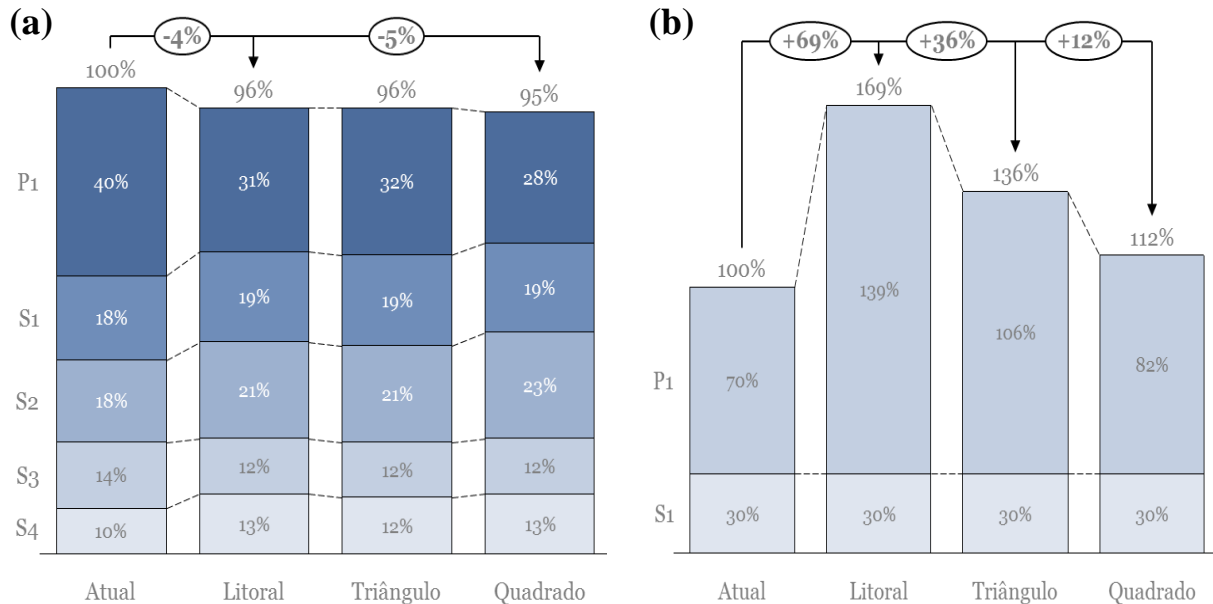 (a)
-4% -5%
100% 96% 96% 95%
P1 40% 31% 32% 28%
S1 18% 19% 19% 19%
S2 18% 21% 21% 23%
S3 14% 12% 12% 12%
S4 10% 13% 12% 13%
Atual Litoral Triângulo Quadrado
(b)
+69% +36% +12%
100% 169% 136% 112%
P1 70% 139% 106% 82%
S1 30% 30% 30% 30%
Atual Litoral Triângulo Quadrado